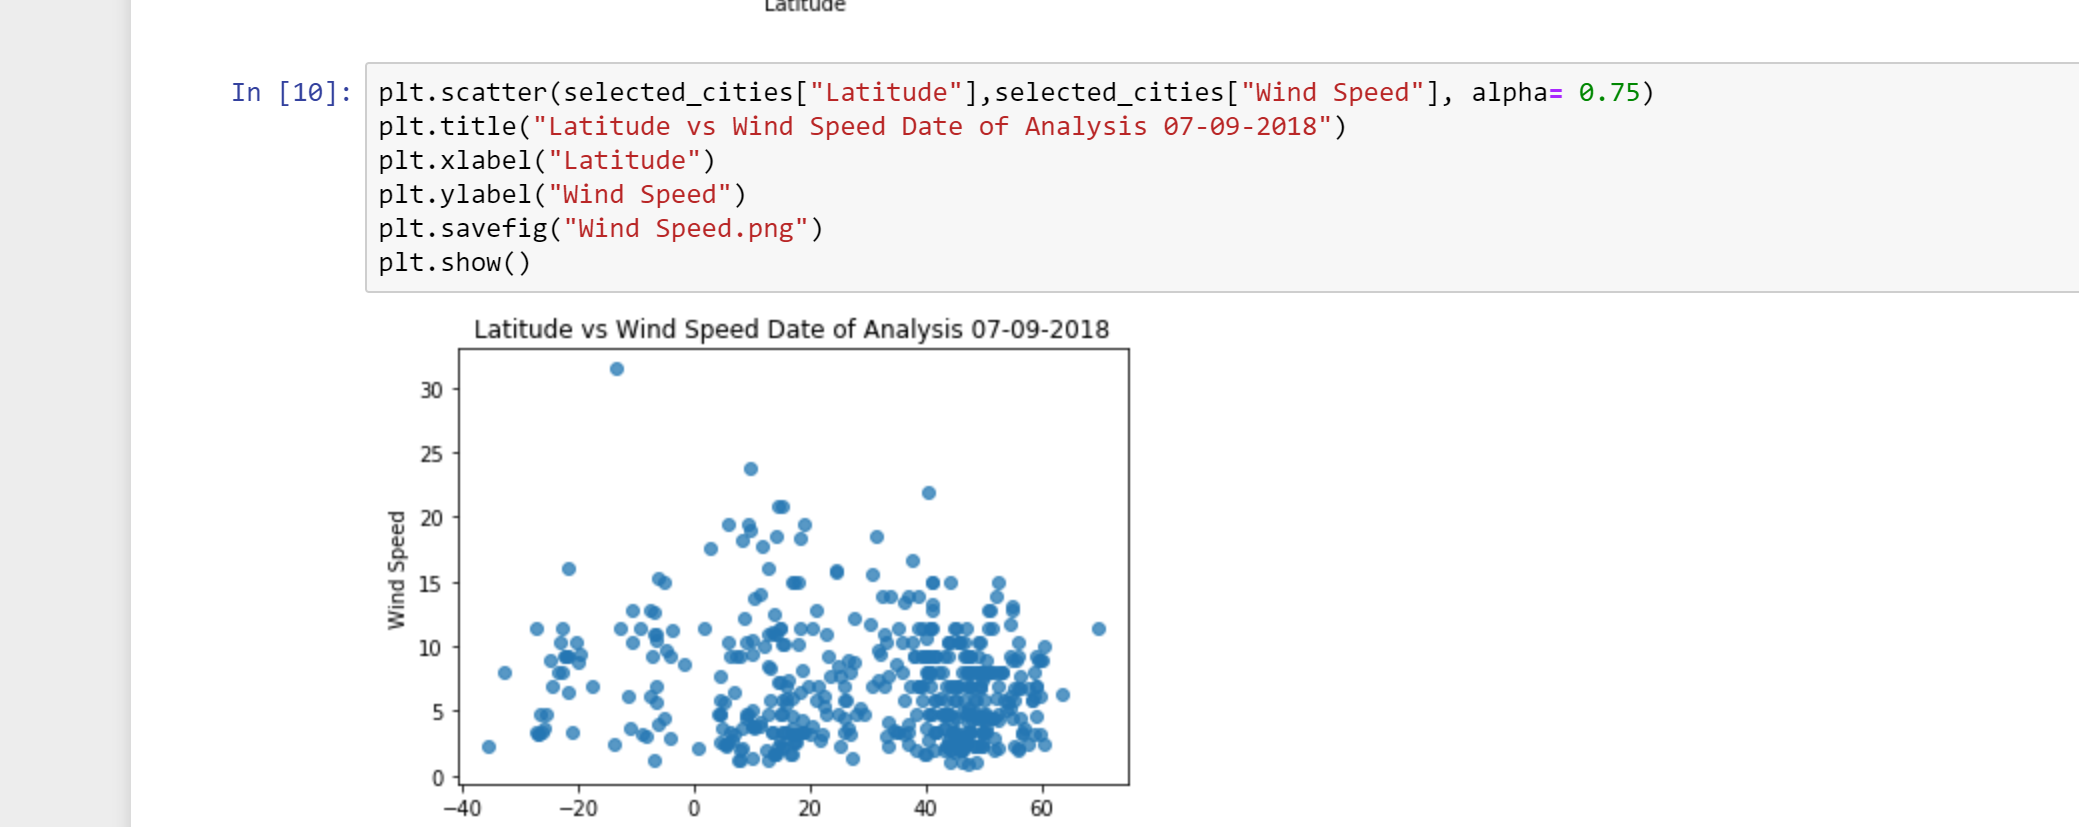 Latitude
In [10]:
plt.scatter(selected_cities["Latitude"],selected_cities["Wind Speed"], alpha= 0.75)
plt.title("Latitude vs Wind Speed Date of Analysis 07-09-2018")
plt.xlabel("Latitude")
plt.ylabel("Wind Speed")
plt.savefig("Wind Speed.png")
plt.show()
Latitude vs Wind Speed Date of Analysis 07-09-2018
30
25
20
15
10
5
0
Wind Speed
−40 −20 0 20 40 60